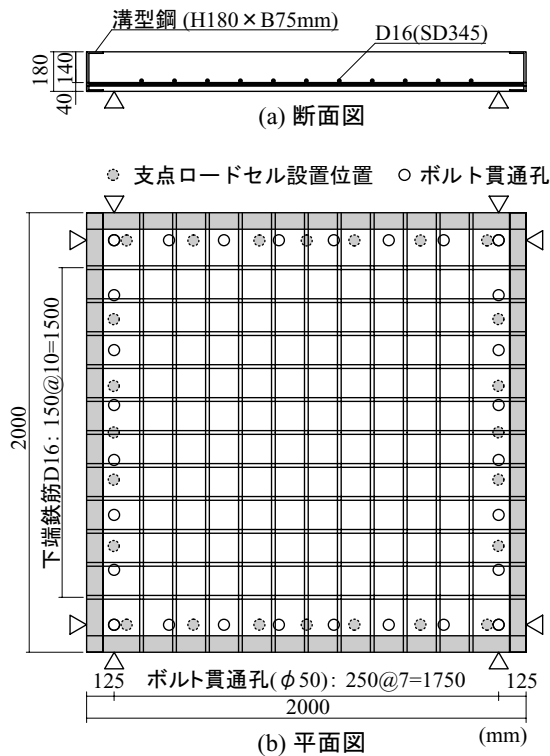 溝型鋼 (H180×B75mm)
D16(SD345)
180
140
40
(a) 断面図
支点ロードセル設置位置 ボルト貫通孔
2000
下端鉄筋D16: 150@10=1500
125 ボルト貫通孔(φ50): 250@7=1750 125
2000
(b) 平面図 (mm)